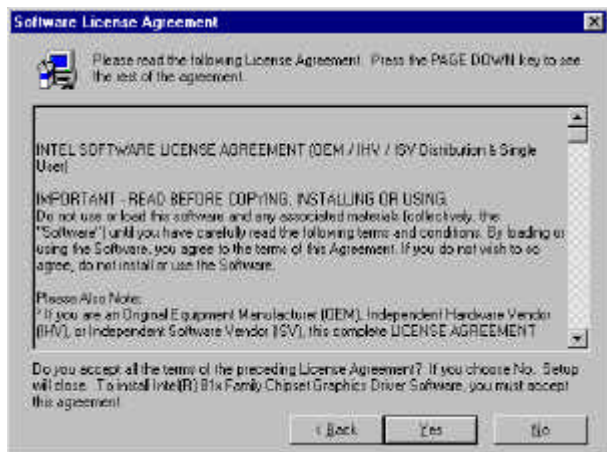 Software License Agreement
Please read the following License Agreement. Press the PAGE DOWN key to see
the rest of the agreement.
INTEL SOFTWARE LICENSE AGREEMENT (OEM / IHV / ISV Distribution & Single
User)
IMPORTANT - READ BEFORE COPYING, INSTALLING OR USING.
Do not use or load this software and any associated materials (collectively, the
"Software") until you have carefully read the following terms and conditions. By loading or
using the Software, you agree to the terms of this Agreement. If you do not wish to so
agree, do not install or use the Software.
Please Also Note:
* If you are an Original Equipment Manufacturer (OEM), Independent Hardware Vendor
(IHV), or Independent Software Vendor (ISV), this complete LICENSE AGREEMENT
Do you accept all the terms of the preceding License Agreement? If you choose No, Setup
will close. To install Intel(R) 81x Family Chipset Graphics Driver Software, you must accept
this agreement.
< Back
Yes
No